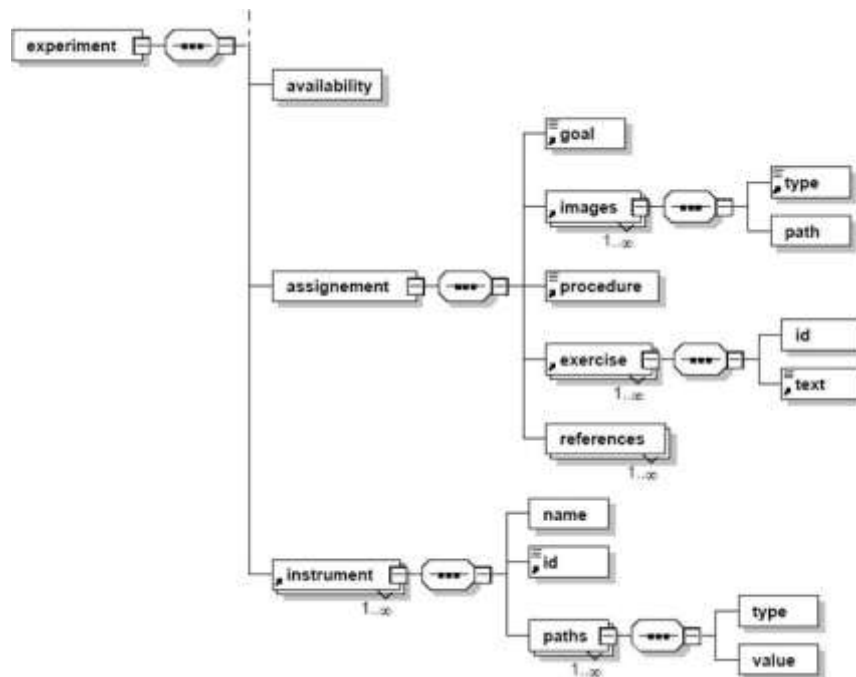 experiment
availability
goal
type
images
1..∞
path
assignement
procedure
id
exercise
1..∞
text
references
1..∞
name
id
instrument
1..∞
type
paths
1..∞
value